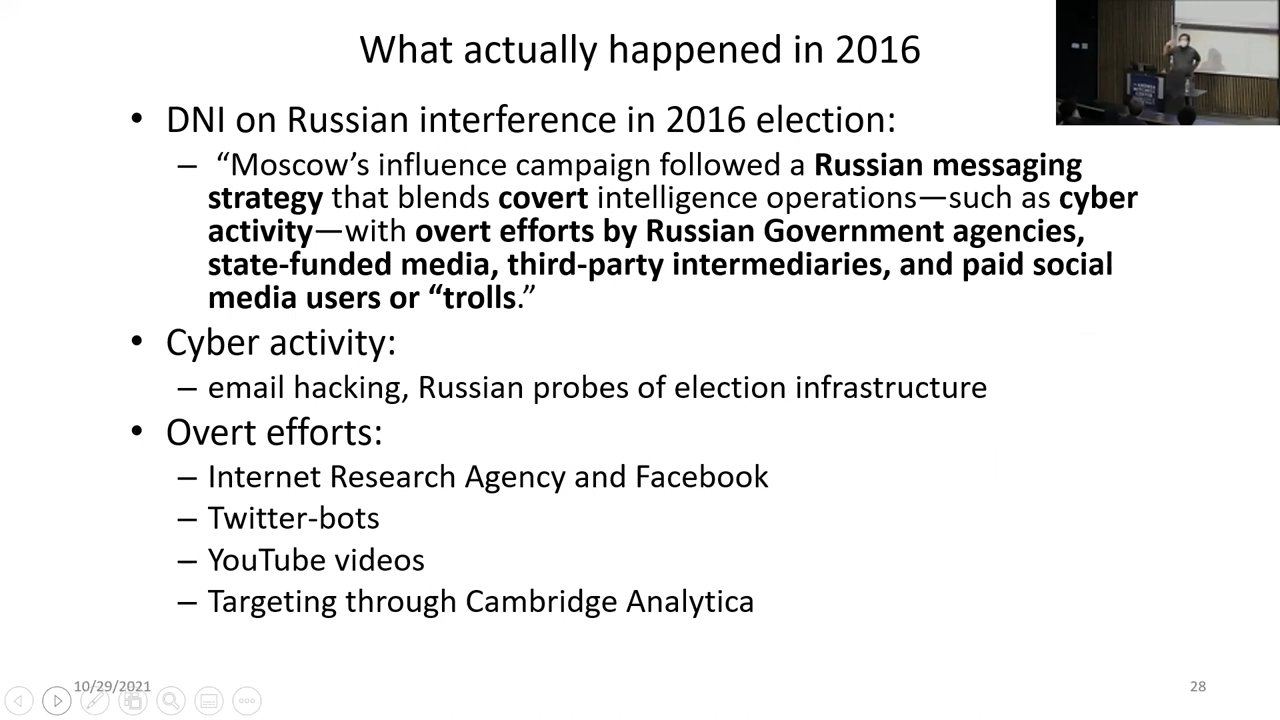 What actually happened in 2016
• DNI on Russian interference in 2016 election:
– “Moscow’s influence campaign followed a Russian messaging
strategy that blends covert intelligence operations—such as cyber
activity—with overt efforts by Russian Government agencies,
state-funded media, third-party intermediaries, and paid social
media users or “trolls.”
• Cyber activity:
– email hacking, Russian probes of election infrastructure
• Overt efforts:
– Internet Research Agency and Facebook
– Twitter-bots
– YouTube videos
– Targeting through Cambridge Analytica
10/29/2021
28